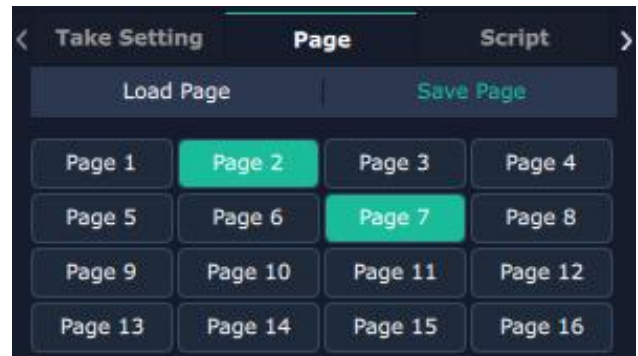 Take Setting Page Script
Load Page Save Page
Page 1 Page 2 Page 3 Page 4
Page 5 Page 6 Page 7 Page 8
Page 9 Page 10 Page 11 Page 12
Page 13 Page 14 Page 15 Page 16